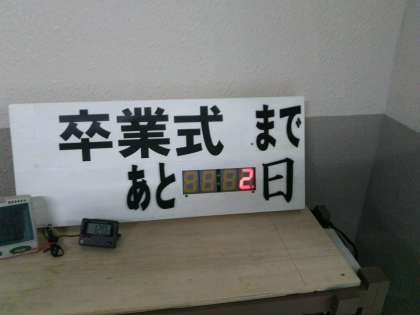 卒業式 まで
あと 2日